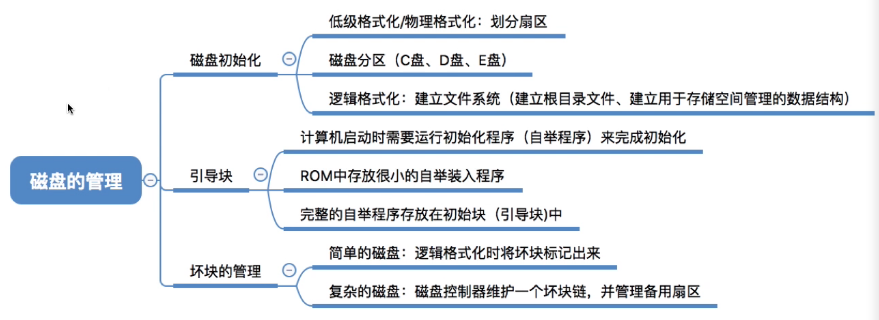 磁盘的管理
磁盘初始化
低级格式化/物理格式化：划分扇区
磁盘分区（C盘、D盘、E盘）
逻辑格式化：建立文件系统（建立根目录文件、建立用于存储空间管理的数据结构）
引导块
计算机启动时需要运行初始化程序（自举程序）来完成初始化
ROM中存放很小的自举装入程序
完整的自举程序存放在初始块（引导块)中
坏块的管理
简单的磁盘：逻辑格式化时将坏块标记出来
复杂的磁盘：磁盘控制器维护一个坏块链，并管理备用扇区